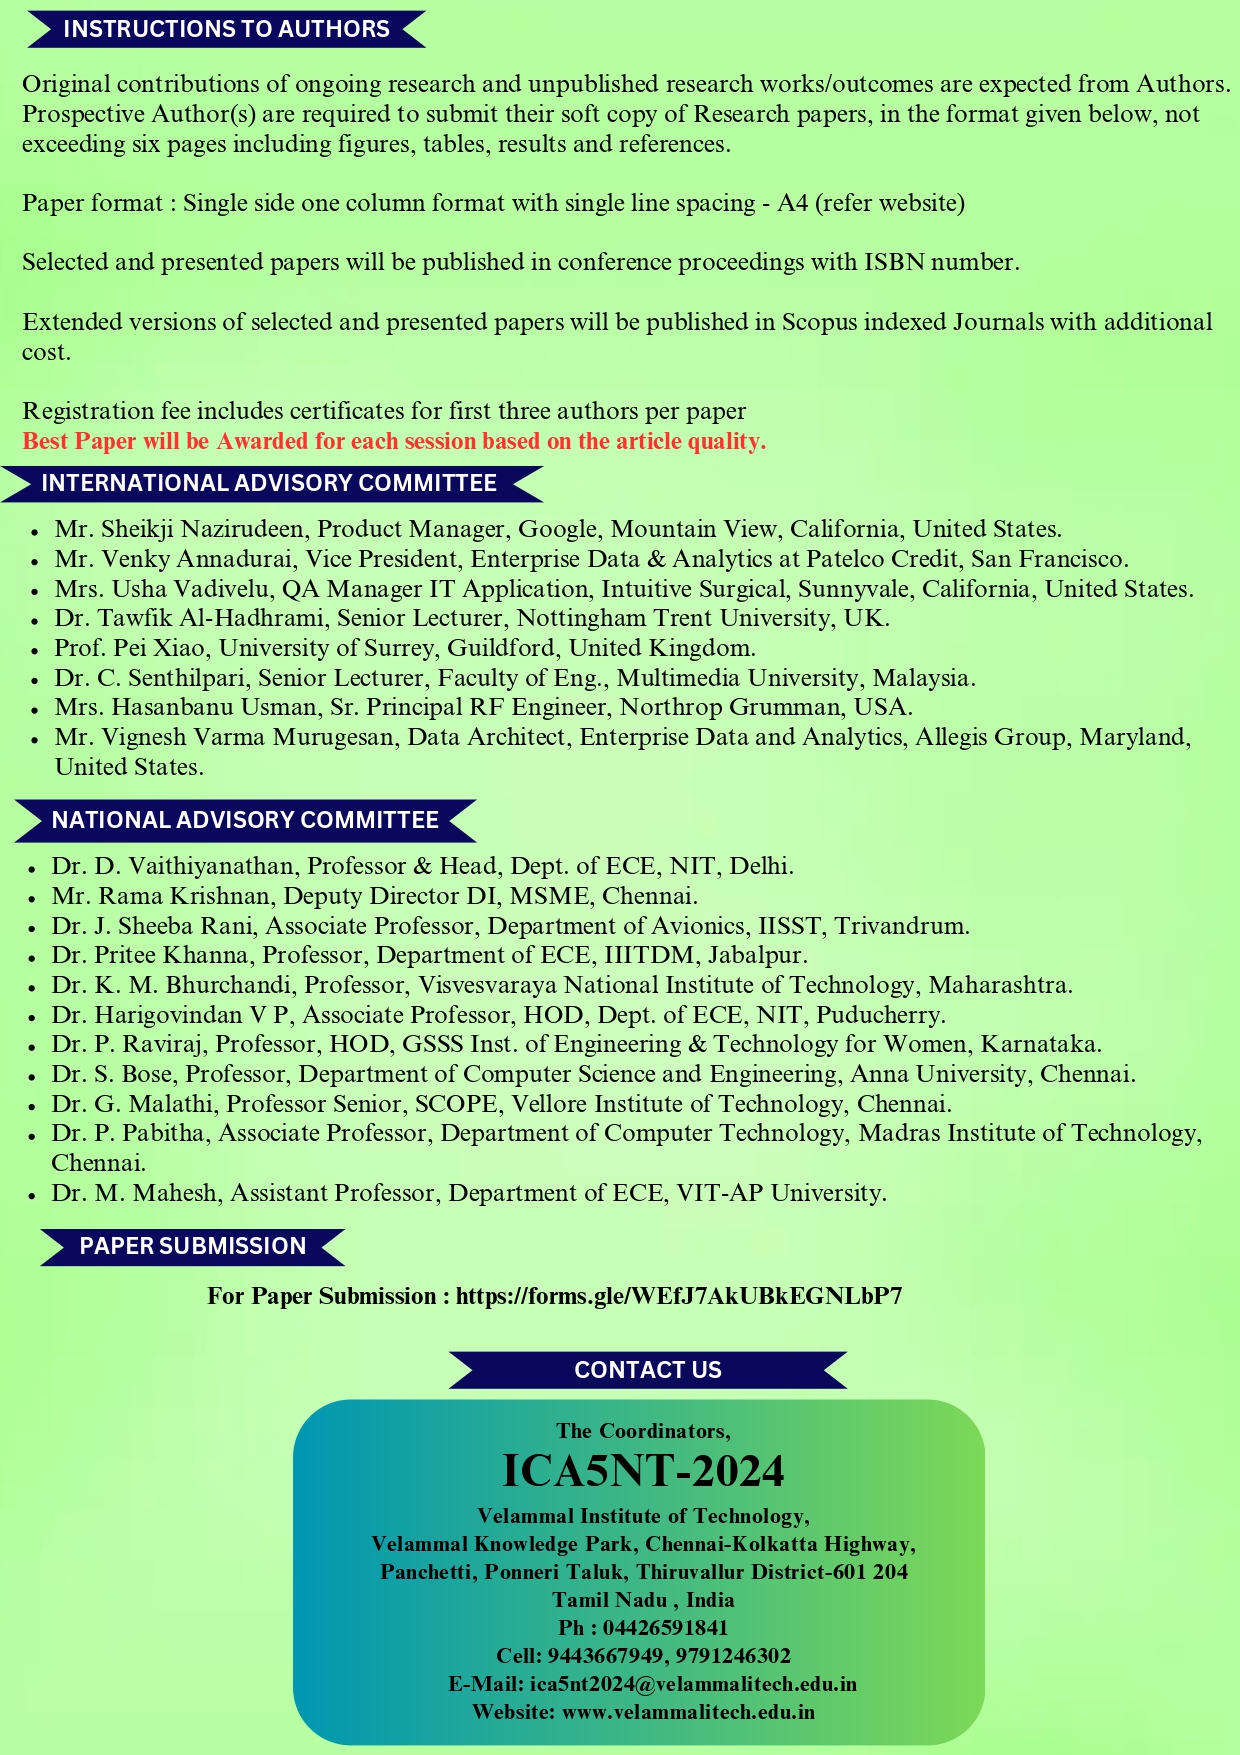 INSTRUCTIONS TO AUTHORS
Original contributions of ongoing research and unpublished research works/outcomes are expected from Authors.
Prospective Author(s) are required to submit their soft copy of Research papers, in the format given below, not
exceeding six pages including figures, tables, results and references.
Paper format : Single side one column format with single line spacing - A4 (refer website)
Selected and presented papers will be published in conference proceedings with ISBN number.
Extended versions of selected and presented papers will be published in Scopus indexed Journals with additional
cost.
Registration fee includes certificates for first three authors per paper
Best Paper will be Awarded for each session based on the article quality.
INTERNATIONAL ADVISORY COMMITTEE
• Mr. Sheikji Nazirudeen, Product Manager, Google, Mountain View, California, United States.
• Mr. Venky Annadurai, Vice President, Enterprise Data & Analytics at Patelco Credit, San Francisco.
• Mrs. Usha Vadivelu, QA Manager IT Application, Intuitive Surgical, Sunnyvale, California, United States.
• Dr. Tawfik Al-Hadhrami, Senior Lecturer, Nottingham Trent University, UK.
• Prof. Pei Xiao, University of Surrey, Guildford, United Kingdom.
• Dr. C. Senthilpari, Senior Lecturer, Faculty of Eng., Multimedia University, Malaysia.
• Mrs. Hasanbanu Usman, Sr. Principal RF Engineer, Northrop Grumman, USA.
• Mr. Vignesh Varma Murugesan, Data Architect, Enterprise Data and Analytics, Allegis Group, Maryland,
United States.
NATIONAL ADVISORY COMMITTEE
• Dr. D. Vaithiyanathan, Professor & Head, Dept. of ECE, NIT, Delhi.
• Mr. Rama Krishnan, Deputy Director DI, MSME, Chennai.
• Dr. J. Sheeba Rani, Associate Professor, Department of Avionics, IISST, Trivandrum.
• Dr. Pritee Khanna, Professor, Department of ECE, IIITDM, Jabalpur.
• Dr. K. M. Bhurchandi, Professor, Visvesvaraya National Institute of Technology, Maharashtra.
• Dr. Harigovindan V P, Associate Professor, HOD, Dept. of ECE, NIT, Puducherry.
• Dr. P. Raviraj, Professor, HOD, GSSS Inst. of Engineering & Technology for Women, Karnataka.
• Dr. S. Bose, Professor, Department of Computer Science and Engineering, Anna University, Chennai.
• Dr. G. Malathi, Professor Senior, SCOPE, Vellore Institute of Technology, Chennai.
• Dr. P. Pabitha, Associate Professor, Department of Computer Technology, Madras Institute of Technology,
Chennai.
• Dr. M. Mahesh, Assistant Professor, Department of ECE, VIT-AP University.
PAPER SUBMISSION
For Paper Submission : https://forms.gle/WEfJ7AkUBkEGNLbP7
CONTACT US
The Coordinators,
ICA5NT-2024
Velammal Institute of Technology,
Velammal Knowledge Park, Chennai-Kolkatta Highway,
Panchetti, Ponneri Taluk, Thiruvallur District-601 204
Tamil Nadu , India
Ph : 04426591841
Cell: 9443667949, 9791246302
E-Mail: ica5nt2024@velammalitech.edu.in
Website: www.velammalitech.edu.in